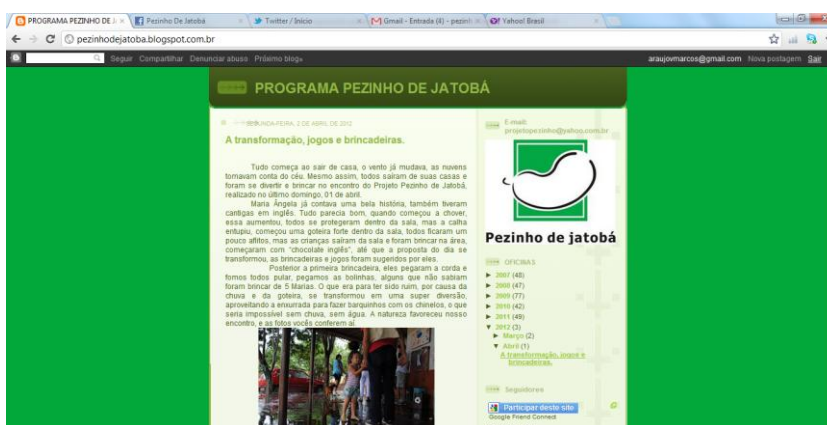 PROGRAMA PEZINHO DE J
Pezinho De Jatobá
Twitter / Início
Gmail - Entrada (4) - pezinh
Yahoo! Brasil
pezinhodejatoba.blogspot.com.br
Seguir Compartilhar Denunciar abuso Próximo blog»
araujovmarcos@gmail.com Nova postagem Sair
PROGRAMA PEZINHO DE JATOBÁ
SEGUNDA-FEIRA, 2 DE ABRIL DE 2012
A transformação, jogos e brincadeiras.
Tudo começa ao sair de casa, o vento já mudava, as nuvens
tomavam conta do céu. Mesmo assim, todos saíram de suas casas e
foram se divertir e brincar no encontro do Projeto Pezinho de Jatobá,
realizado no último domingo, 01 de abril.
Maria Ângela já contava uma bela história, também tiveram
cantigas em inglês. Tudo parecia bom, quando começou a chover,
essa aumentou, todos se protegeram dentro da sala, mas a calha
entupiu, começou uma goteira forte dentro da sala, todos ficaram um
pouco aflitos, mas as crianças saíram da sala e foram brincar na área,
começaram com "chocolate inglês", até que a proposta do dia se
transformou, as brincadeiras e jogos foram sugeridos por eles.
Posterior a primeira brincadeira, eles pegaram a corda e
fomos todos pular, pegamos as bolinhas, alguns que não sabiam
foram brincar de 5 Marias. O que era para ter sido ruim, por causa da
chuva e da goteira, se transformou em uma super diversão,
aproveitando a enxurrada para fazer barquinhos com os chinelos, o que
seria impossível sem chuva, sem água. A natureza favoreceu nosso
encontro, e as fotos vocês conferem aí.
E-mail:
projetopezinho@yahoo.com.br
Pezinho de jatobá
OFICINAS
► 2007 (48)
► 2008 (47)
► 2009 (77)
► 2010 (42)
► 2011 (49)
▼ 2012 (3)
► Março (2)
▼ Abril (1)
A transformação, jogos e
brincadeiras.
Seguidores
Participar deste site
Google Friend Connect